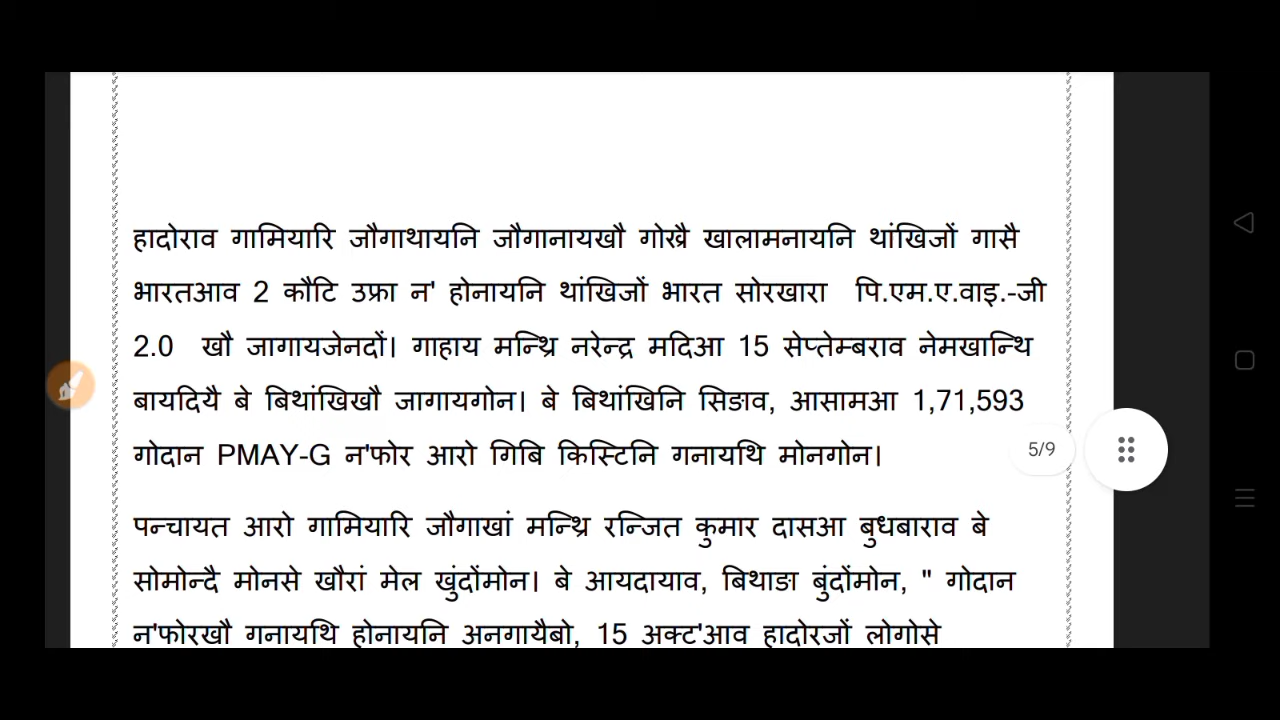 हादोराव गामियारि जौगाथायनि जौगानायखौ गोख्रै खालामनायनि थांखिजों गासै
भारतआव 2 कौटि उफ्रा न' होनायनि थांखिजों भारत सोरखारा पि.एम.ए.वाइ.-जी
2.0 खौ जागायजेनदों। गाहाय मन्थ्रि नरेन्द्र मदिआ 15 सेप्तेम्बराव नेमखान्थि
बायदियै बे बिथांखिखौ जागायगोन। बे बिथांखिनि सिङाव, आसामआ 1,71,593
गोदान PMAY-G न'फोर आरो गिबि किस्टिनि गनायथि मोनगोन।
5/9
पन्चायत आरो गामियारि जौगाखां मन्थ्रि रन्जित कुमार दासआ बुधबाराव बे
सोमोन्दै मोनसे खौरां मेल खुंदोंमोन। बे आयदायाव, बिथाङा बुंदोंमोन, " गोदान
न'फोरखौ गनायथि होनायनि अनगायैबो, 15 अक्ट'आव हादोरजों लोगोसे